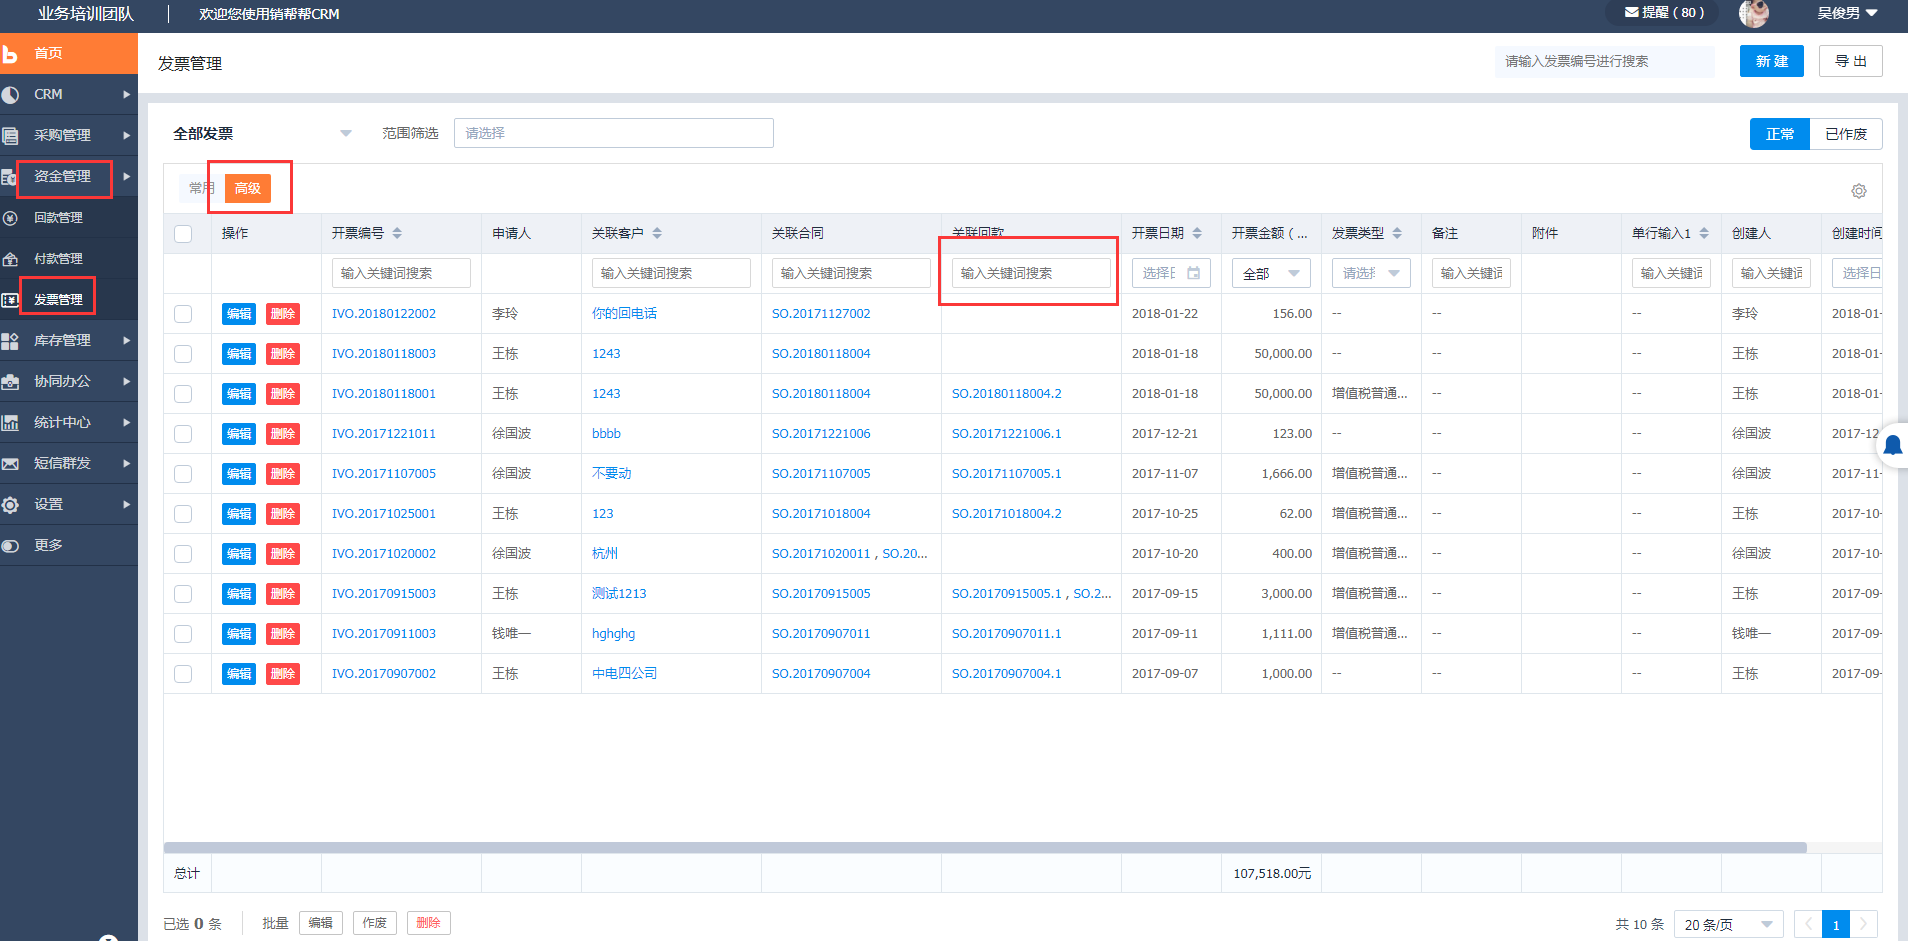 业务培训团队 欢迎您使用销帮帮CRM 提醒 ( 80 ) 吴俊男
首页
CRM
采购管理
资金管理
回款管理
付款管理
发票管理
库存管理
协同办公
统计中心
短信群发
设置
更多
发票管理 请输入发票编号进行搜索 新 建 导 出
全部发票 范围筛选 请选择 正常 已作废
常用 高级
操作 开票编号 申请人 关联客户 关联合同 关联回款 开票日期 开票金额 ( ... 发票类型 备注 附件 单行输入1 创建人 创建时间
输入关键词搜索 输入关键词搜索 输入关键词搜索 输入关键词搜索 选择日 全部 请选择 输入关键词 输入关键词 输入关键词 选择日
编辑 删除 IVO.20180122002 李玲 你的回电话 SO.20171127002 2018-01-22 156.00 -- -- -- 李玲 2018-01-
编辑 删除 IVO.20180118003 王栋 1243 SO.20180118004 2018-01-18 50,000.00 -- -- -- 王栋 2018-01-
编辑 删除 IVO.20180118001 王栋 1243 SO.20180118004 SO.20180118004.2 2018-01-18 50,000.00 增值税普通... -- -- 王栋 2018-01-
编辑 删除 IVO.20171221011 徐国波 bbbb SO.20171221006 SO.20171221006.1 2017-12-21 123.00 -- -- -- 徐国波 2017-12
编辑 删除 IVO.20171107005 徐国波 不要动 SO.20171107005 SO.20171107005.1 2017-11-07 1,666.00 增值税普通... -- -- 徐国波 2017-11-
编辑 删除 IVO.20171025001 王栋 123 SO.20171018004 SO.20171018004.2 2017-10-25 62.00 增值税普通... -- -- 王栋 2017-10-
编辑 删除 IVO.20171020002 徐国波 杭州 SO.20171020011 , SO.20... 2017-10-20 400.00 增值税普通... -- -- 徐国波 2017-10-
编辑 删除 IVO.20170915003 王栋 测试1213 SO.20170915005 SO.20170915005.1 , SO.2... 2017-09-15 3,000.00 增值税普通... -- -- 王栋 2017-09-
编辑 删除 IVO.20170911003 钱唯一 hghghg SO.20170907011 SO.20170907011.1 2017-09-11 1,111.00 增值税普通... -- -- 钱唯一 2017-09-
编辑 删除 IVO.20170907002 王栋 中电四公司 SO.20170907004 SO.20170907004.1 2017-09-07 1,000.00 -- -- -- 王栋 2017-09-
总计 107,518.00元
已选 0 条 批量 编辑 作废 删除 共 10 条 20 条/页 1